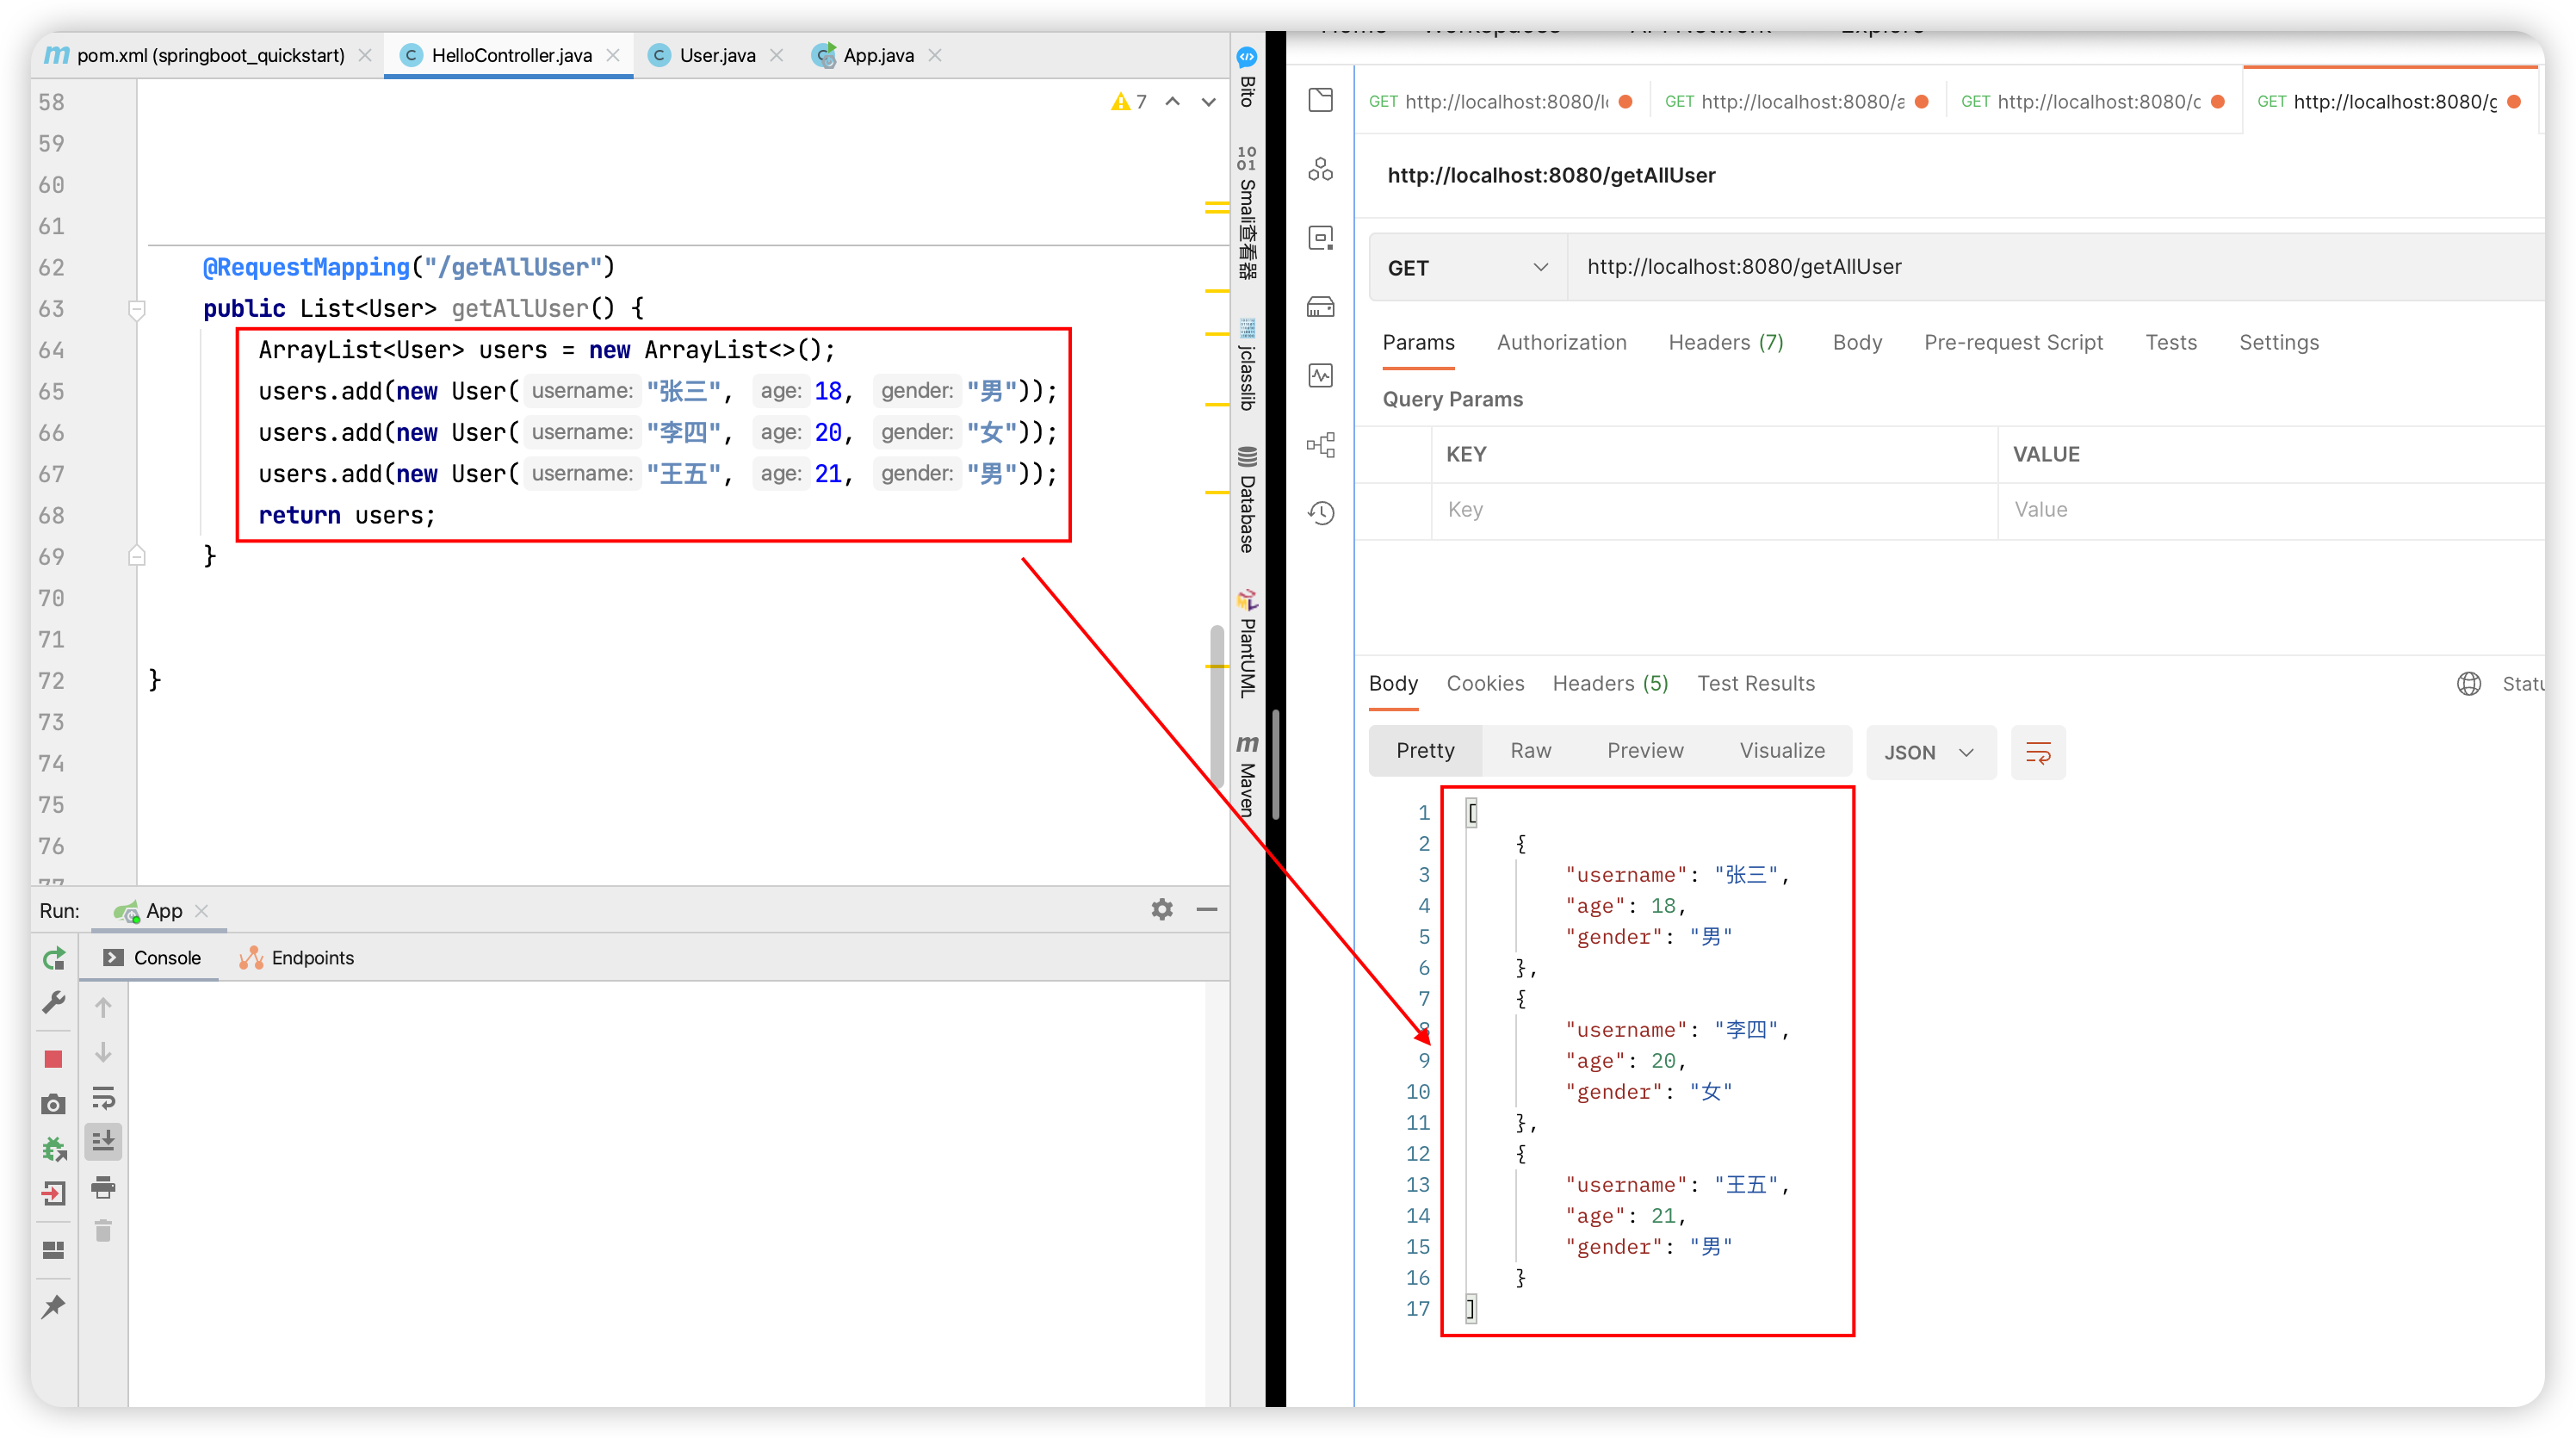 pom.xml (springboot_quickstart)
HelloController.java
User.java
App.java
7
58
59
60
61
62 @RequestMapping("/getAllUser")
63 public List<User> getAllUser() {
64 ArrayList<User> users = new ArrayList<>();
65 users.add(new User( username: "张三", age: 18, gender: "男"));
66 users.add(new User( username: "李四", age: 20, gender: "女"));
67 users.add(new User( username: "王五", age: 21, gender: "男"));
68 return users;
69 }
70
71
72 }
73
74
75
76
77
Run: App
Console Endpoints
Bito
Smali查看器
jclasslib
Database
PlantUML
Maven
Home Workspaces API Network Explore
GET http://localhost:8080/ GET http://localhost:8080/a GET http://localhost:8080/c GET http://localhost:8080/g
http://localhost:8080/getAllUser
GET http://localhost:8080/getAllUser
Params Authorization Headers (7) Body Pre-request Script Tests Settings
Query Params
KEY VALUE
Key Value
Body Cookies Headers (5) Test Results Statu
Pretty Raw Preview Visualize JSON
1 [
2 {
3 "username": "张三",
4 "age": 18,
5 "gender": "男"
6 },
7 {
8 "username": "李四",
9 "age": 20,
10 "gender": "女"
11 },
12 {
13 "username": "王五",
14 "age": 21,
15 "gender": "男"
16 }
17 ]